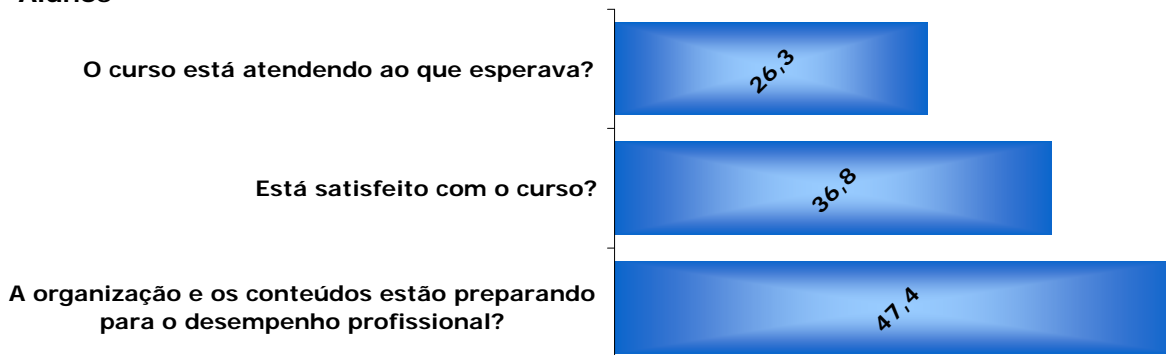 Alunos
O curso está atendendo ao que esperava?
26,3
Está satisfeito com o curso?
36,8
A organização e os conteúdos estão preparando
para o desempenho profissional?
47,4